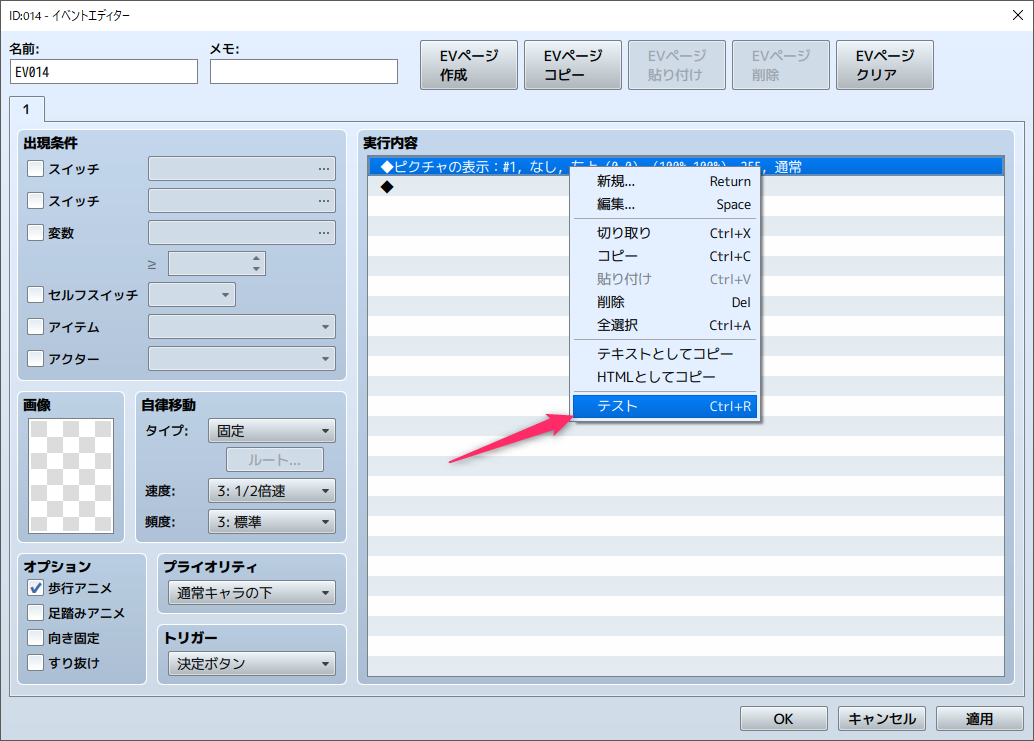 ID:014 - イベントエディター
名前:
メモ:
EV014
EVページ
作成
EVページ
コピー
EVページ
貼り付け
EVページ
削除
EVページ
クリア
1
出現条件
スイッチ
...
スイッチ
...
変数
...
≥
セルフスイッチ
アイテム
アクター
画像
自律移動
タイプ:
固定
ルート...
速度:
3: 1/2倍速
頻度:
3: 標準
オプション
歩行アニメ
足踏みアニメ
向き固定
すり抜け
プライオリティ
通常キャラの下
トリガー
決定ボタン
実行内容
◆ピクチャの表示：#1, なし, 左上 (0,0), (100%,100%), 255, 通常
◆
新規... Return
編集... Space
切り取り Ctrl+X
コピー Ctrl+C
貼り付け Ctrl+V
削除 Del
全選択 Ctrl+A
テキストとしてコピー
HTMLとしてコピー
テスト Ctrl+R
OK
キャンセル
適用